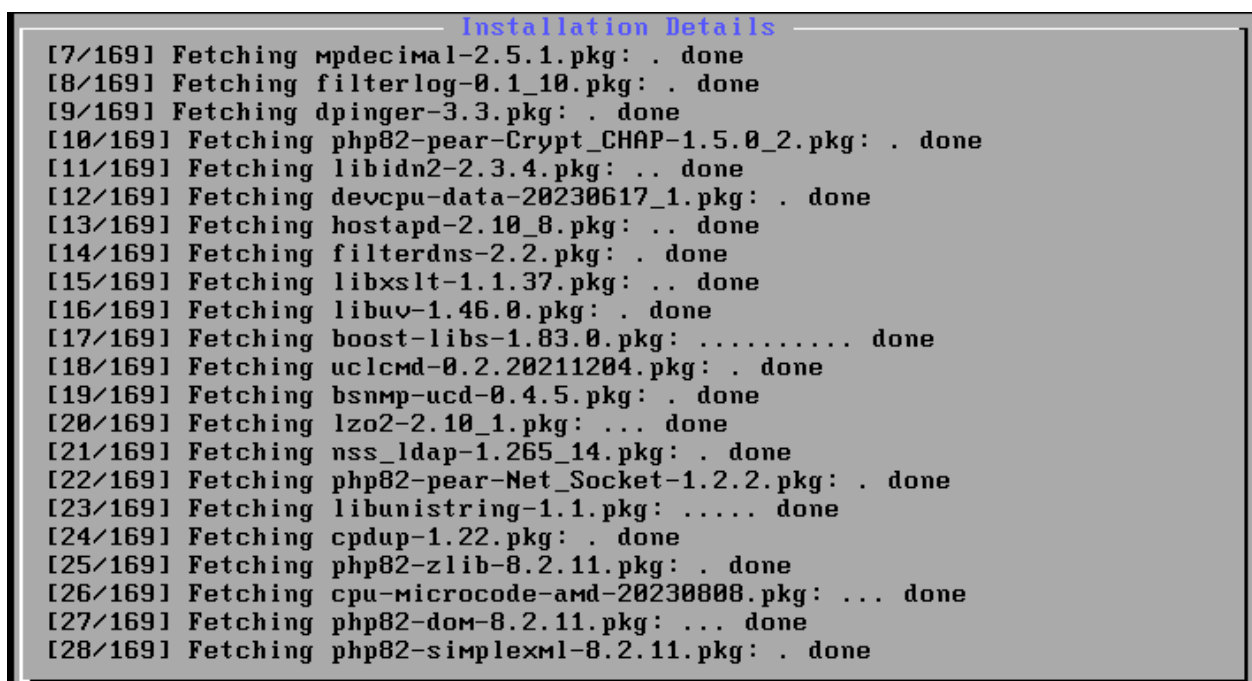 Installation Details
[7/169] Fetching mpdecimal-2.5.1.pkg: . done
[8/169] Fetching filterlog-0.1_10.pkg: . done
[9/169] Fetching dpinger-3.3.pkg: . done
[10/169] Fetching php82-pear-Crypt_CHAP-1.5.0_2.pkg: . done
[11/169] Fetching libidn2-2.3.4.pkg: .. done
[12/169] Fetching devcpu-data-20230617_1.pkg: . done
[13/169] Fetching hostapd-2.10_8.pkg: .. done
[14/169] Fetching filterdns-2.2.pkg: . done
[15/169] Fetching libxslt-1.1.37.pkg: .. done
[16/169] Fetching libuv-1.46.0.pkg: . done
[17/169] Fetching boost-libs-1.83.0.pkg: .......... done
[18/169] Fetching uclcmd-0.2.20211204.pkg: . done
[19/169] Fetching bsnmp-ucd-0.4.5.pkg: . done
[20/169] Fetching lzo2-2.10_1.pkg: ... done
[21/169] Fetching nss_ldap-1.265_14.pkg: . done
[22/169] Fetching php82-pear-Net_Socket-1.2.2.pkg: . done
[23/169] Fetching libunistring-1.1.pkg: ..... done
[24/169] Fetching cpdup-1.22.pkg: . done
[25/169] Fetching php82-zlib-8.2.11.pkg: . done
[26/169] Fetching cpu-microcode-amd-20230808.pkg: ... done
[27/169] Fetching php82-dom-8.2.11.pkg: ... done
[28/169] Fetching php82-simplexml-8.2.11.pkg: . done